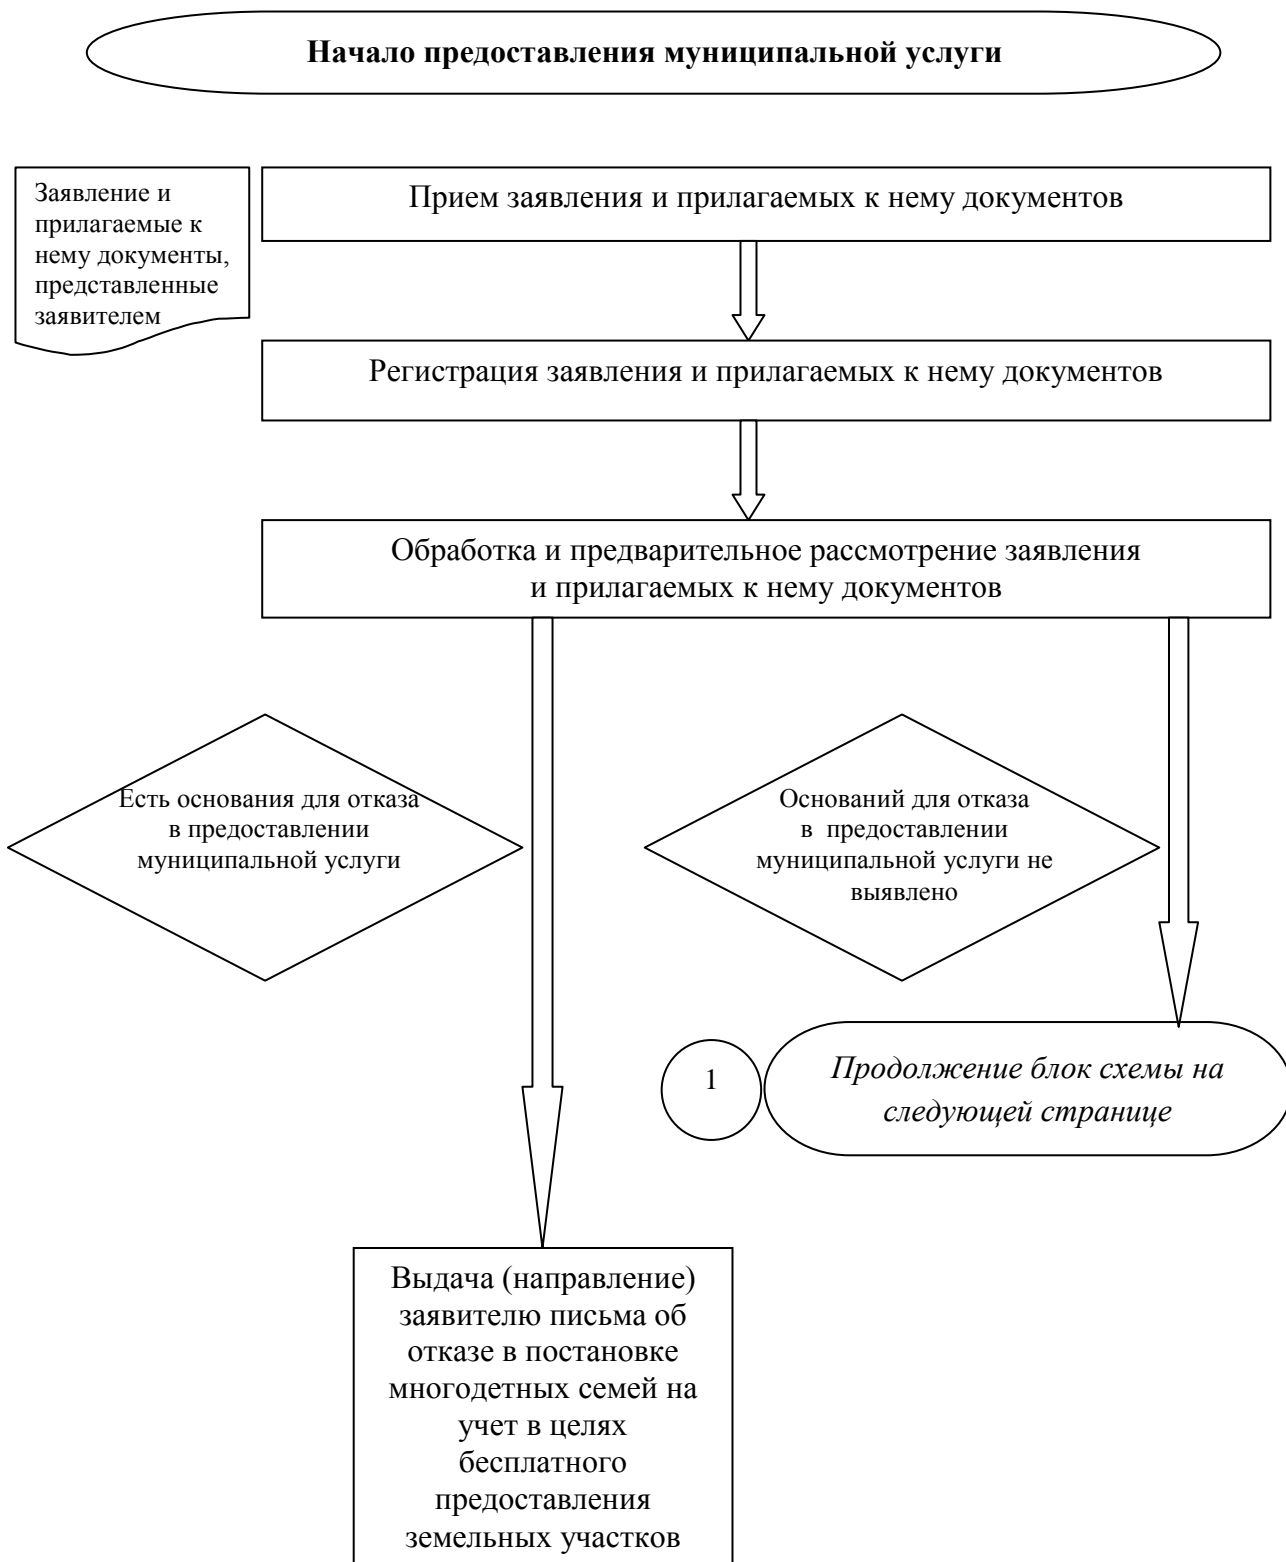 Начало предоставления муниципальной услуги
Заявление и
прилагаемые к
нему документы,
представленные
заявителем
Прием заявления и прилагаемых к нему документов
Регистрация заявления и прилагаемых к нему документов
Обработка и предварительное рассмотрение заявления
и прилагаемых к нему документов
Есть основания для отказа
в предоставлении
муниципальной услуги
Оснований для отказа
в предоставлении
муниципальной услуги не
выявлено
1
Продолжение блок схемы на
следующей странице
Выдача (направление)
заявителю письма об
отказе в постановке
многодетных семей на
учет в целях
бесплатного
предоставления
земельных участков